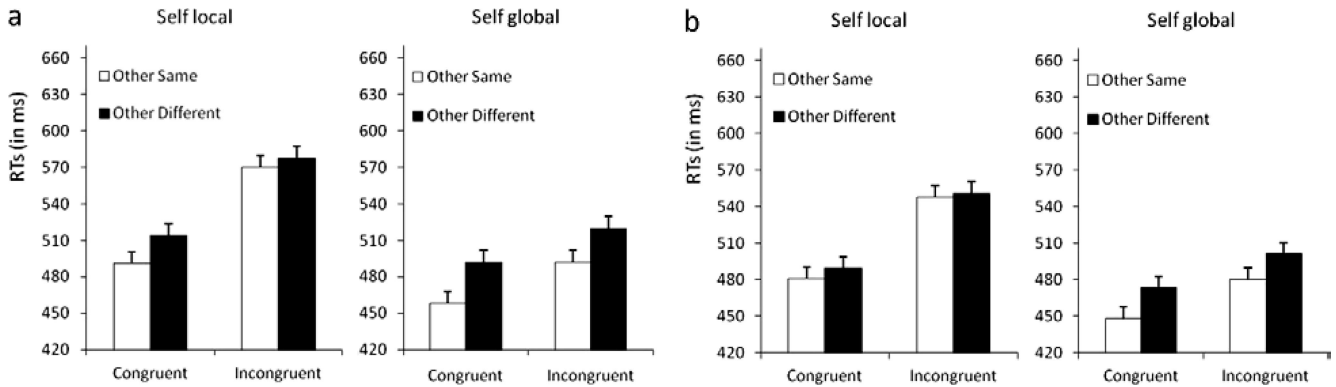 a
Self local
Self global
RTs (in ms)
660
630
600
570
540
510
480
450
420
Other Same
Other Different
Congruent
Incongruent
660
630
600
570
540
510
480
450
420
Other Same
Other Different
Congruent
Incongruent
b
Self local
Self global
RTs (in ms)
660
630
600
570
540
510
480
450
420
Other Same
Other Different
Congruent
Incongruent
660
630
600
570
540
510
480
450
420
Other Same
Other Different
Congruent
Incongruent